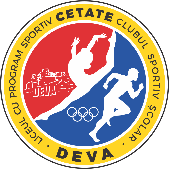 LICEUL CU PROGRAM SPORTIV CETATE CLUBUL SPORTIV ȘCOLAR
· DEVA ·